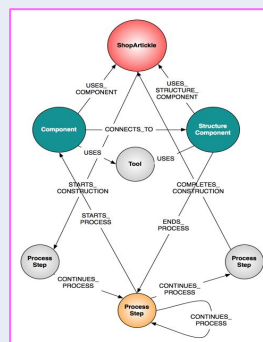 ShopArtickle
USES_
COMPONENT
USES_
STRUCTURE_
COMPONENT
Component
CONNECTS_TO
Structure
Component
USES
Tool
USES
STARTS_
CONSTRUCTION
COMPLETES_
CONSTRUCTION
STARTS_
PROCESS
ENDS_
PROCESS
Process
Step
Process
Step
CONTINUES_
PROCESS
CONTINUES_
PROCESS
Process
Step
CONTINUES_
PROCESS